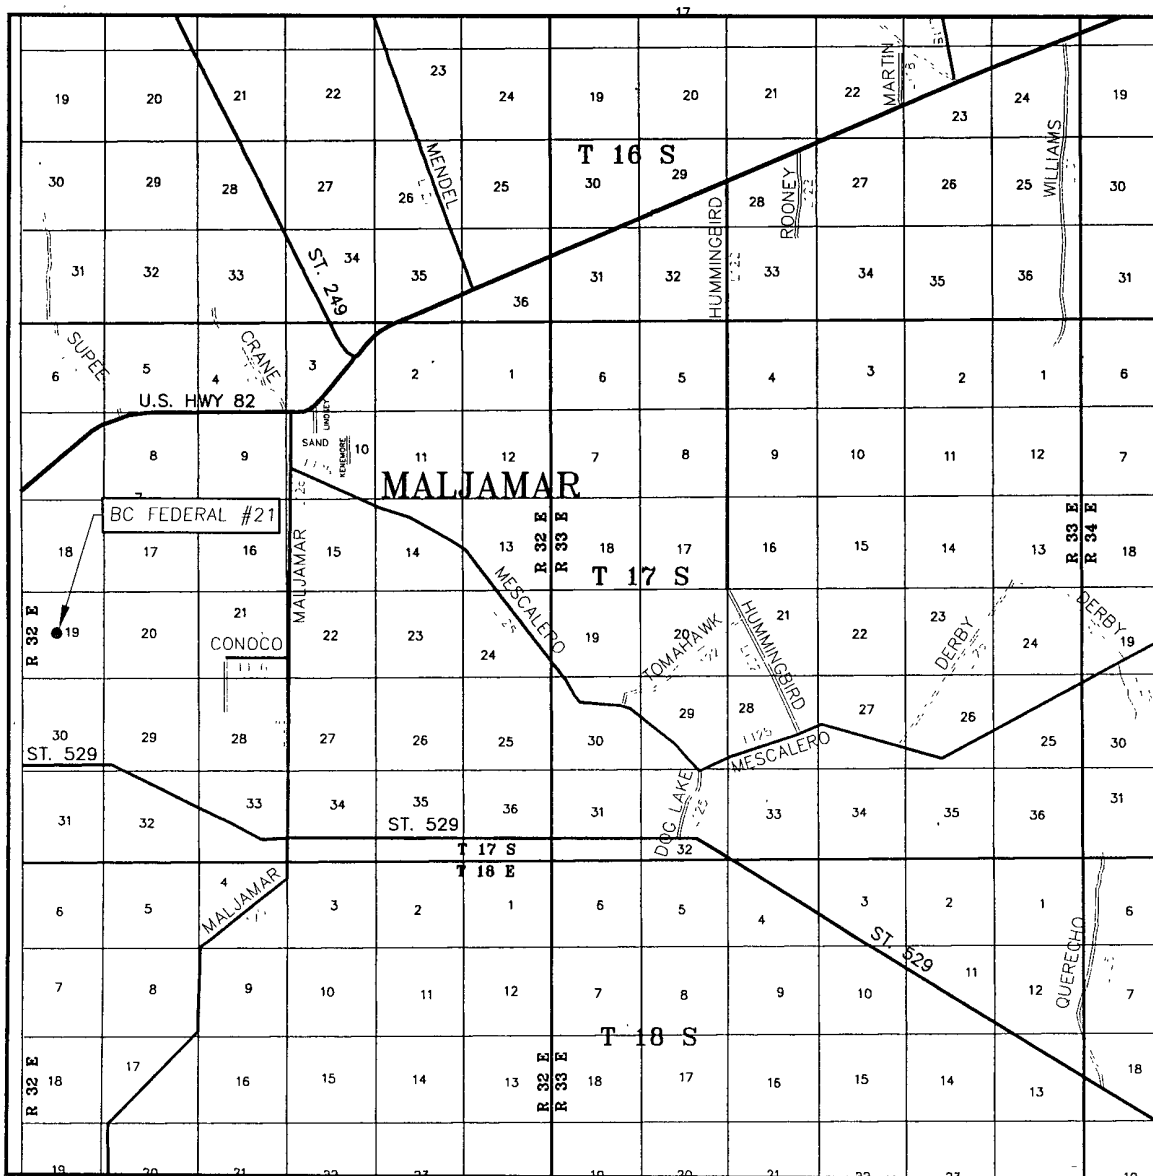 17
23
19 20 21 22 24 19 20 21 22 MARTIN 23 24 WILLIAMS 19
T 16 S
30 29 28 27 26 MENDEL 25 30 29 HUMMINGBIRD 28 ROONEY 27 26 25 30
31 32 33 ST. 249 34 35 36 31 32 33 34 35 36 31
6 SUPEE 5 4 CRANE 3 2 1 6 5 4 3 2 1 6
U.S. HWY 82
LINDSEY
SAND
KENEMORE
8 9 10 11 12 7 8 9 10 11 12 7
MALJAMAR
BC FEDERAL #21
18 17 16 MALJAMAR 15 14 13 R 32 E R 33 E 18 17 16 15 14 13 R 33 E R 34 E 18
T 17 S
MESCALERO
R 32 E 19 20 21 22 23 24 19 20 21 22 23 24 19
CONOCO
TOMAHAWK
HUMMINGBIRD
DERBY
DERBY
30 29 28 27 26 25 30 29 28 27 26 25 30
L125
MESCALERO
ST. 529
31 32 33 34 35 36 31 DOG LAKE 32 33 34 35 36 31
ST. 529
T 17 S
T 18 E
6 5 4 MALJAMAR 3 2 1 6 5 4 3 2 1 6
ST. 529
QUERECHO
7 8 9 10 11 12 7 8 9 10 11 12 7
T 18 S
R 32 E 18 17 16 15 14 13 R 32 E R 33 E 18 17 16 15 14 13 18
19 20 21 22 23 19 20 21 22 23 19